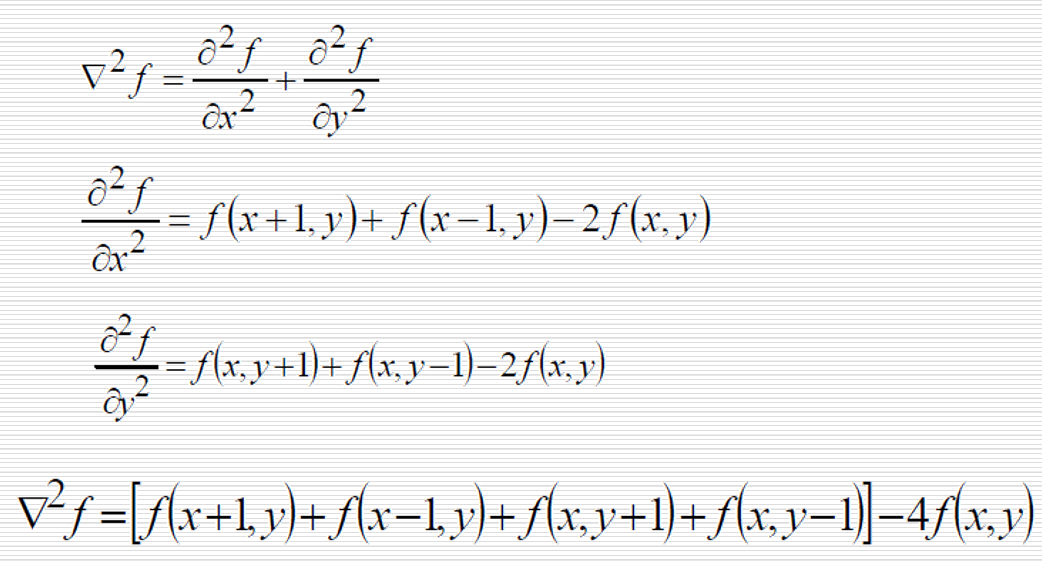 ∇²f = ∂²f/∂x² + ∂²f/∂y²
∂²f/∂x² = f(x+1, y) + f(x−1, y) − 2f(x, y)
∂²f/∂y² = f(x, y+1) + f(x, y−1) − 2f(x, y)
∇²f = [f(x+1, y) + f(x−1, y) + f(x, y+1) + f(x, y−1)] − 4f(x, y)